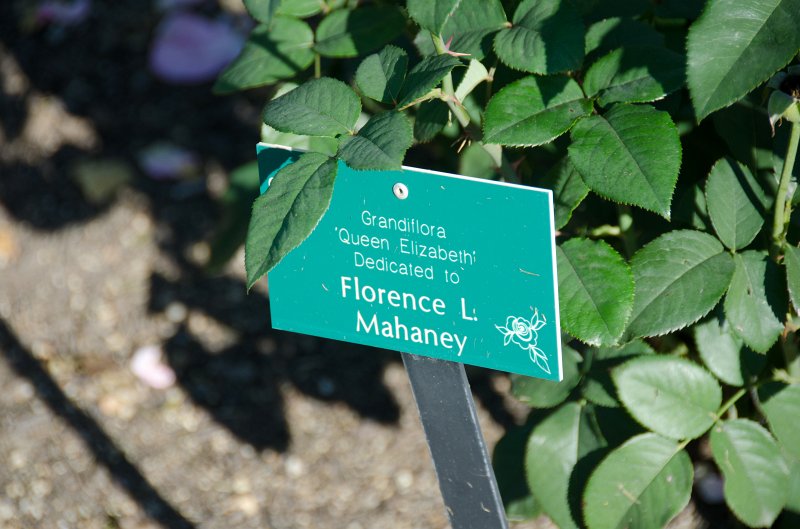 Grandiflora
'Queen Elizabeth'
Dedicated to
Florence L.
Mahaney